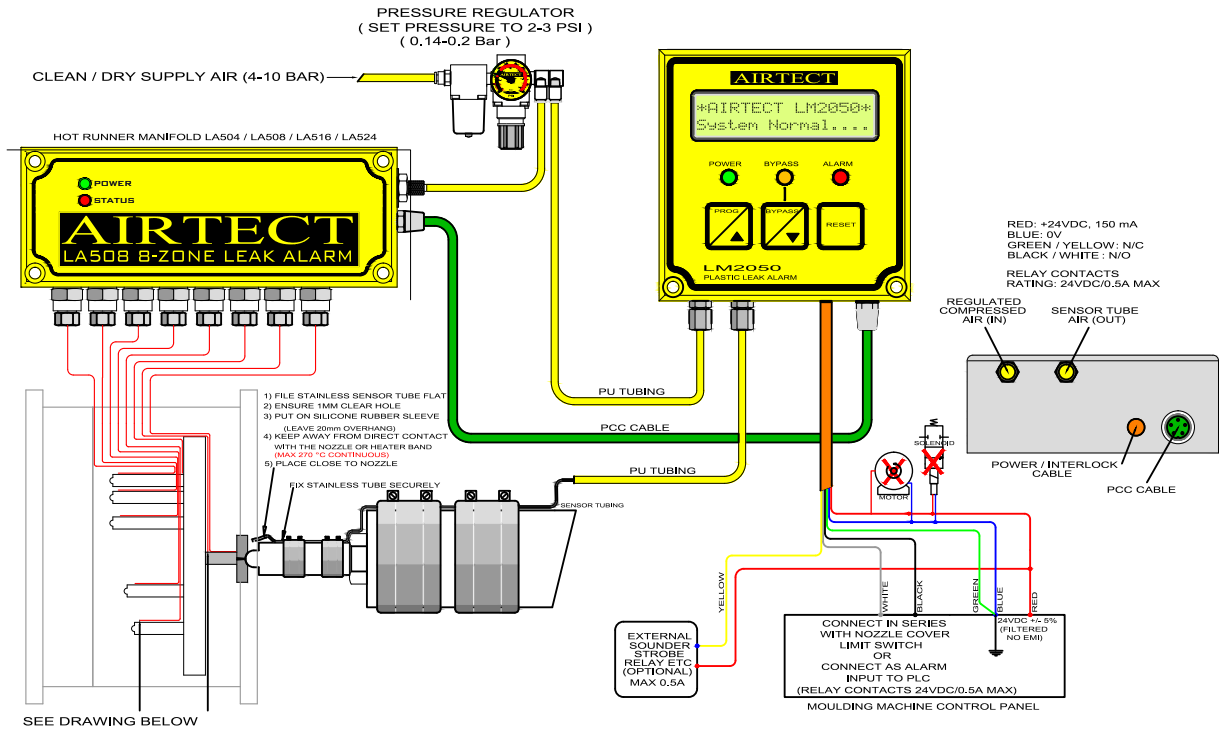 PRESSURE REGULATOR
( SET PRESSURE TO 2-3 PSI )
( 0.14-0.2 Bar )
CLEAN / DRY SUPPLY AIR (4-10 BAR)
AIRTECT
HOT RUNNER MANIFOLD LA504 / LA508 / LA516 / LA524
POWER
STATUS
AIRTECT
LA508 8-ZONE LEAK ALARM
AIRTECT
*AIRTECT LM2050*
System Normal....
POWER
BYPASS
ALARM
PROG
BYPASS
RESET
LM2050
PLASTIC LEAK ALARM
RED: +24VDC, 150 mA
BLUE: 0V
GREEN / YELLOW: N/C
BLACK / WHITE : N/O
RELAY CONTACTS
RATING: 24VDC/0.5A MAX
REGULATED
COMPRESSED
AIR (IN)
SENSOR TUBE
AIR (OUT)
POWER / INTERLOCK
CABLE
PCC CABLE
PU TUBING
PCC CABLE
PU TUBING
1) FILE STAINLESS SENSOR TUBE FLAT
2) ENSURE 1MM CLEAR HOLE
3) PUT ON SILICONE RUBBER SLEEVE
(LEAVE 20mm OVERHANG)
4) KEEP AWAY FROM DIRECT CONTACT
WITH THE NOZZLE OR HEATER BAND
(MAX 270 °C CONTINUOUS)
5) PLACE CLOSE TO NOZZLE
FIX STAINLESS TUBE SECURELY
SENSOR TUBING
SOLENOID
MOTOR
YELLOW
WHITE
BLACK
GREEN
BLUE
RED
EXTERNAL
SOUNDER
STROBE
RELAY ETC
(OPTIONAL)
MAX 0.5A
CONNECT IN SERIES
WITH NOZZLE COVER
LIMIT SWITCH
OR
CONNECT AS ALARM
INPUT TO PLC
(RELAY CONTACTS 24VDC/0.5A MAX)
24VDC +/- 5%
(FILTERED
NO EMI)
MOULDING MACHINE CONTROL PANEL
SEE DRAWING BELOW